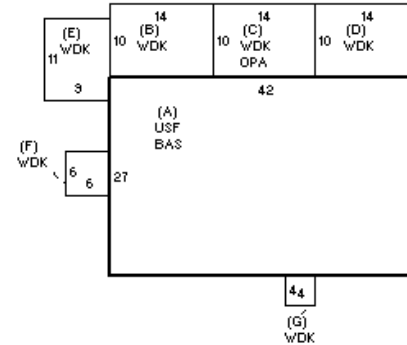 14 14 14
(E) (B) (C) (D)
WDK 10 WDK 10 WDK 10 WDK
11 OPA
9 42
(A)
USF
BAS
(F)
WDK 6 27
6
44
(G)
WDK